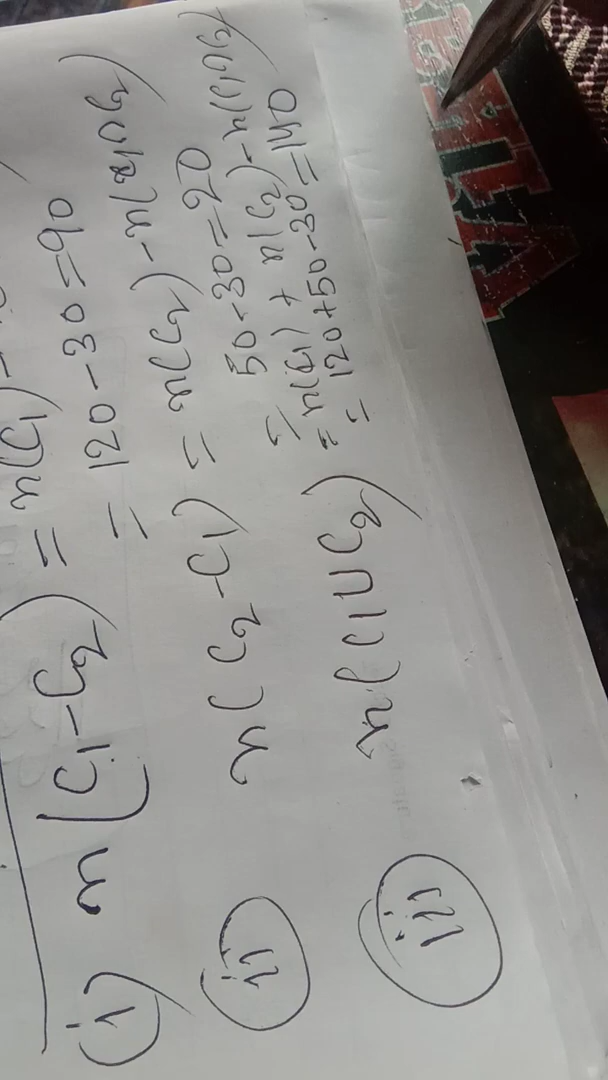 (i) n(C1-C2) = n(C1)-
= 120-30=90
(ii) n(C2-C1) = n(C2)-n(C1∩C2)
= 50-30=20
(iii) n(C1∪C2) = n(C1)+n(C2)-n(C1∩C2)
= 120+50-30=140